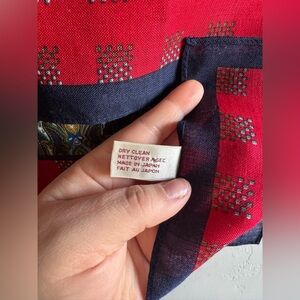 DRY CLEAN
NETTOYER A SEC
MADE IN JAPAN
FAIT AU JAPON